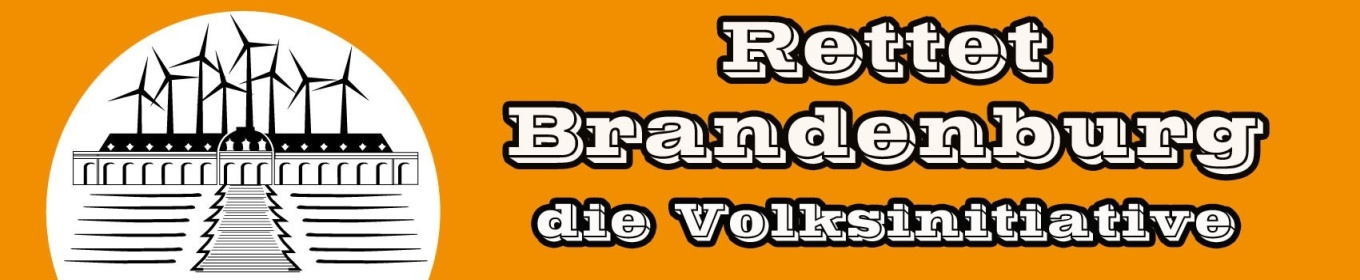 Rettet
Brandenburg
die Volksinitiative